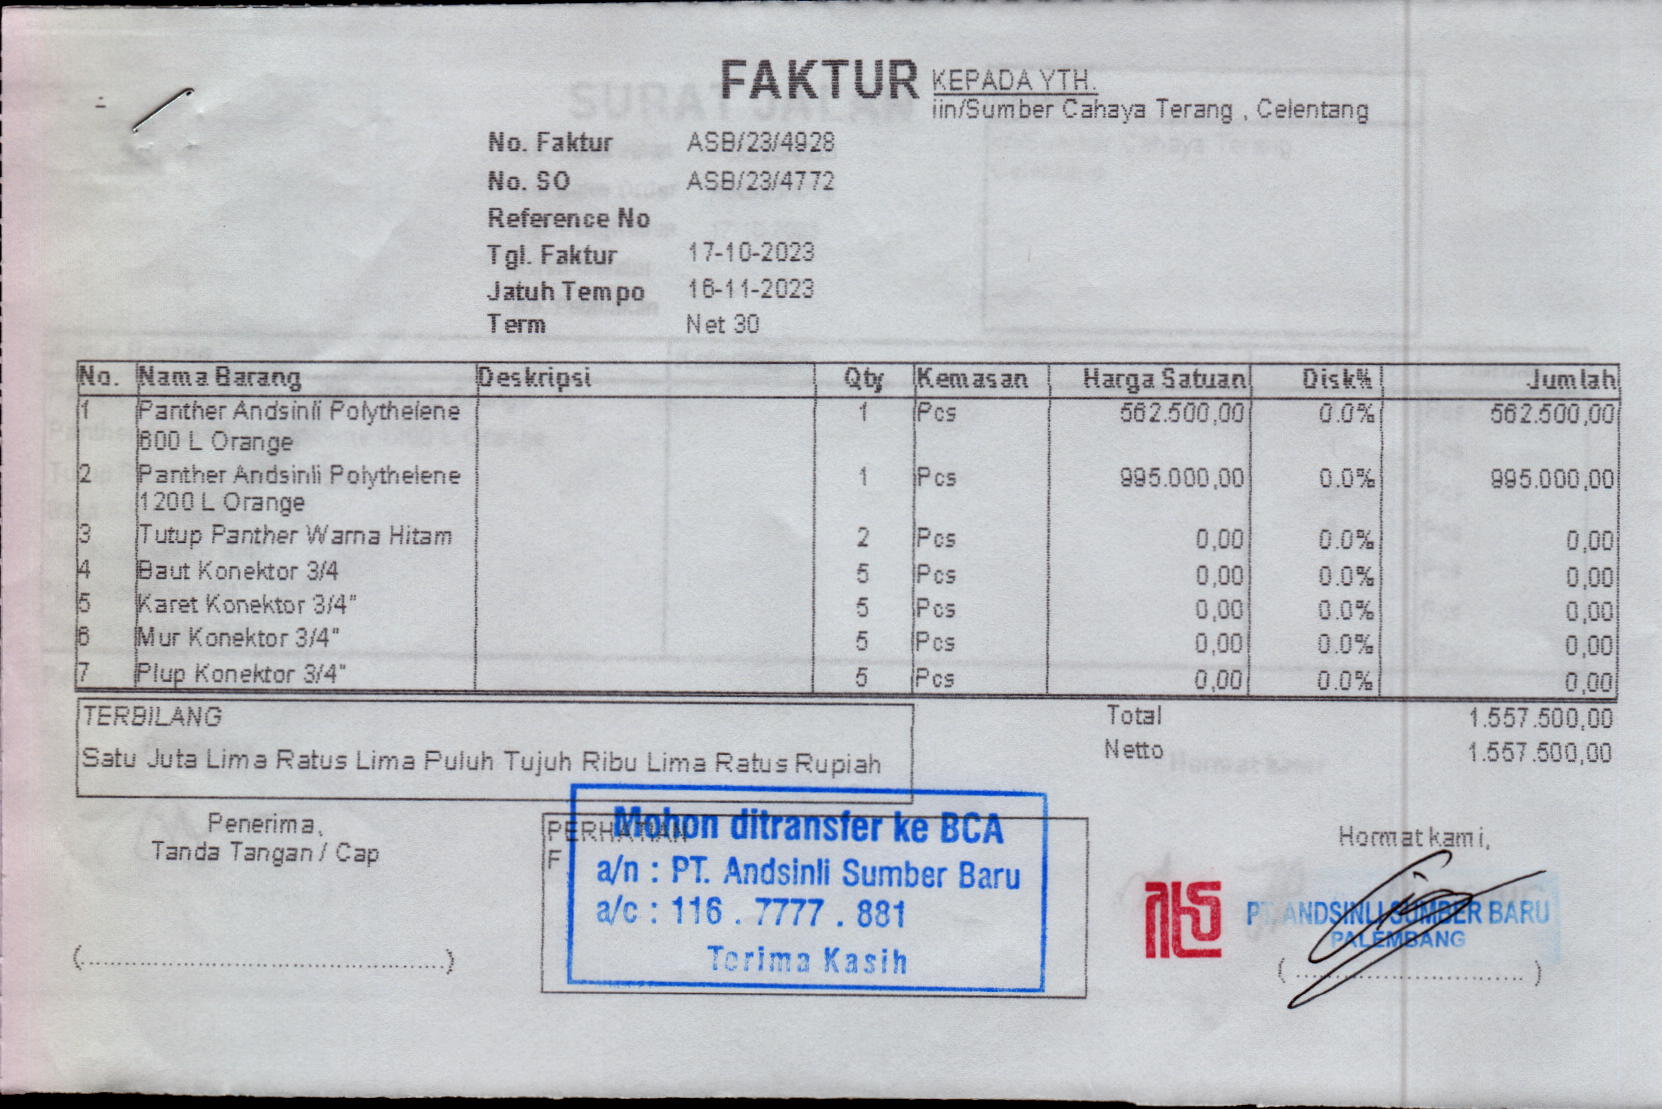 FAKTUR
KEPADA YTH.
iin/Sumber Cahaya Terang , Celentang
No. Faktur ASB/23/4928
No. SO ASB/23/4772
Reference No
Tgl. Faktur 17-10-2023
Jatuh Tempo 16-11-2023
Term Net 30
No. Nama Barang Deskripsi Qty Kemasan Harga Satuan Disk% Jumlah
1 Panther Andsinli Polythelene 1 Pcs 562.500,00 0.0% 562.500,00
600 L Orange
2 Panther Andsinli Polythelene 1 Pcs 995.000,00 0.0% 995.000,00
1200 L Orange
3 Tutup Panther Warna Hitam 2 Pcs 0,00 0.0% 0,00
4 Baut Konektor 3/4 5 Pcs 0,00 0.0% 0,00
5 Karet Konektor 3/4" 5 Pcs 0,00 0.0% 0,00
6 Mur Konektor 3/4" 5 Pcs 0,00 0.0% 0,00
7 Plup Konektor 3/4" 5 Pcs 0,00 0.0% 0,00
TERBILANG
Satu Juta Lima Ratus Lima Puluh Tujuh Ribu Lima Ratus Rupiah
Total 1.557.500,00
Netto 1.557.500,00
Penerima,
Tanda Tangan / Cap
(................................................)
PERHATIAN
F
Mohon ditransfer ke BCA
a/n : PT. Andsinli Sumber Baru
a/c : 116 . 7777 . 881
Terima Kasih
Hormat kami,
PT. ANDSINLI SUMBER BARU
PALEMBANG
( .............................. )